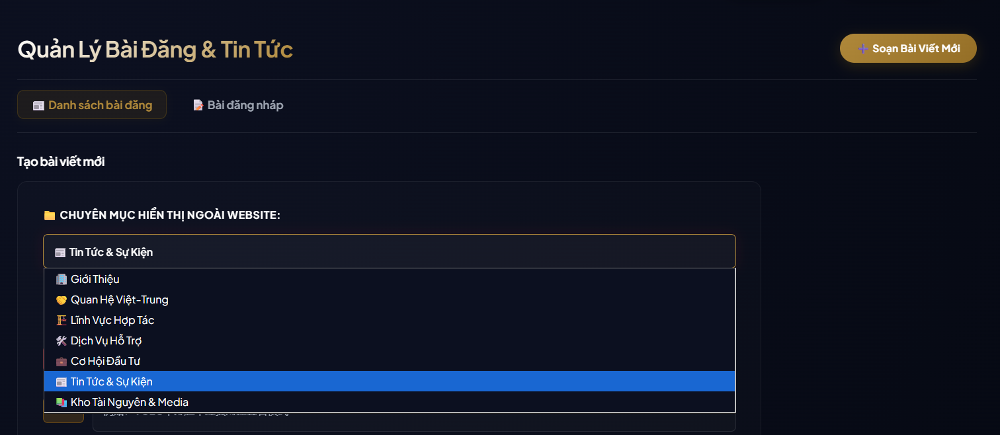 Quản Lý Bài Đăng & Tin Tức
Soạn Bài Viết Mới
Danh sách bài đăng
Bài đăng nháp
Tạo bài viết mới
CHUYÊN MỤC HIỂN THỊ NGOÀI WEBSITE:
Tin Tức & Sự Kiện
Giới Thiệu
Quan Hệ Việt-Trung
Lĩnh Vực Hợp Tác
Dịch Vụ Hỗ Trợ
Cơ Hội Đầu Tư
Tin Tức & Sự Kiện
Kho Tài Nguyên & Media